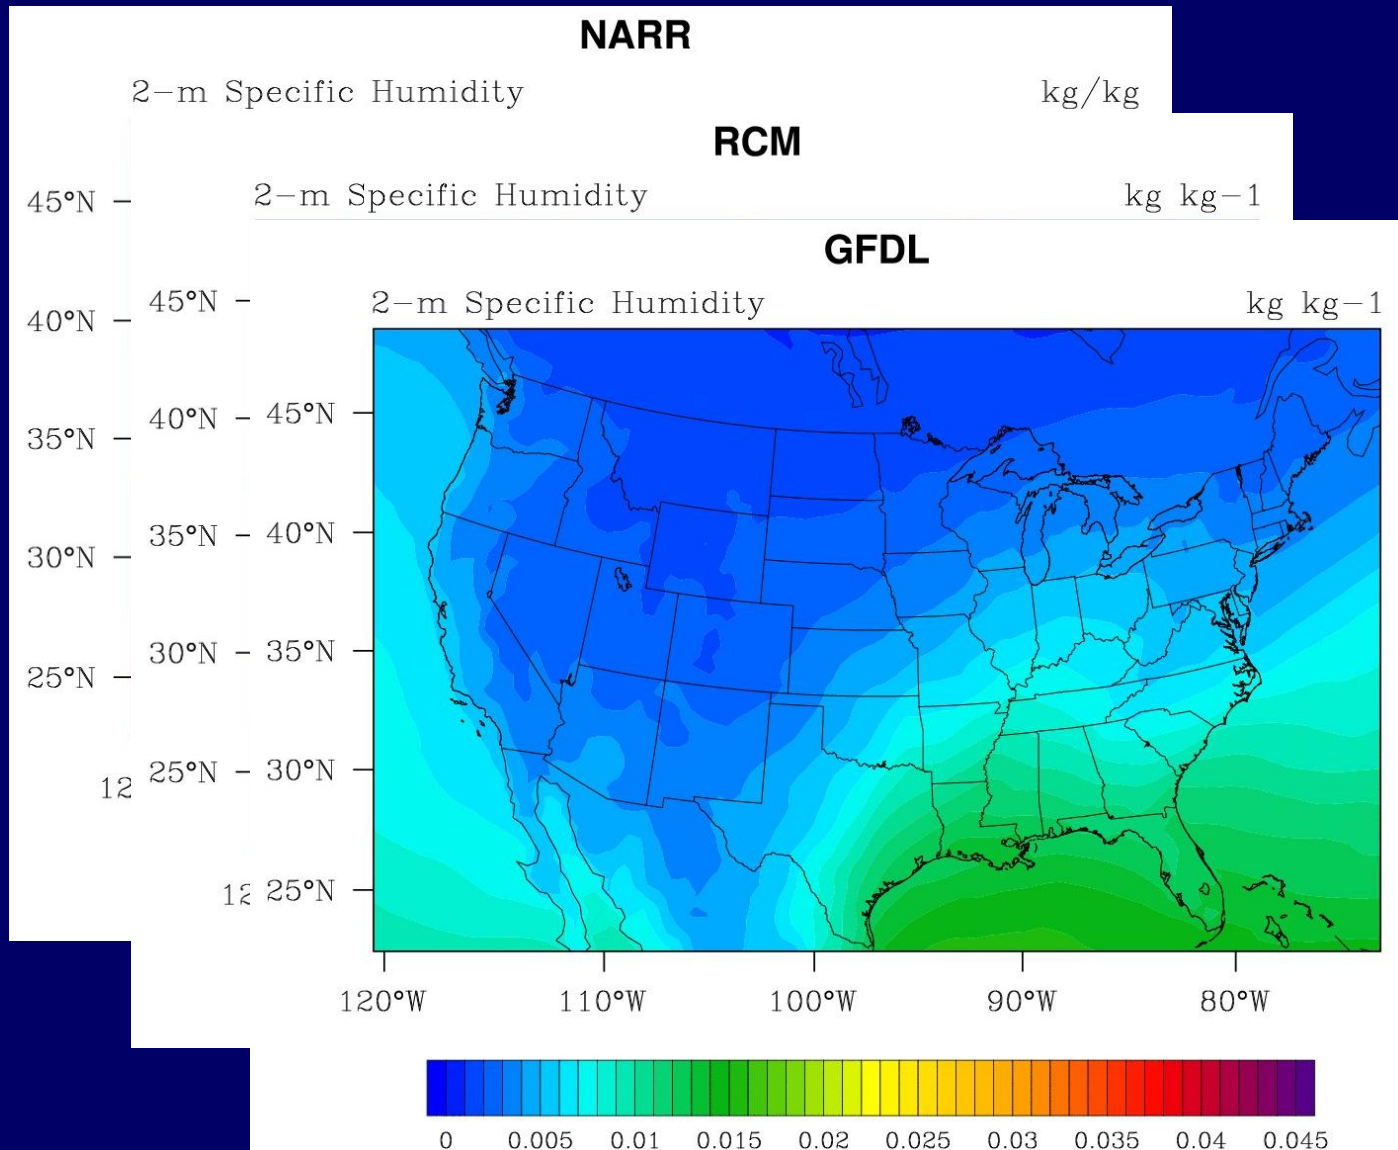 NARR
2-m Specific Humidity kg/kg
RCM
2-m Specific Humidity kg kg-1
GFDL
2-m Specific Humidity kg kg-1
45°N
40°N
35°N
30°N
25°N
12
45°N
40°N
35°N
30°N
25°N
12
45°N
40°N
35°N
30°N
25°N
120°W 110°W 100°W 90°W 80°W
0 0.005 0.01 0.015 0.02 0.025 0.03 0.035 0.04 0.045